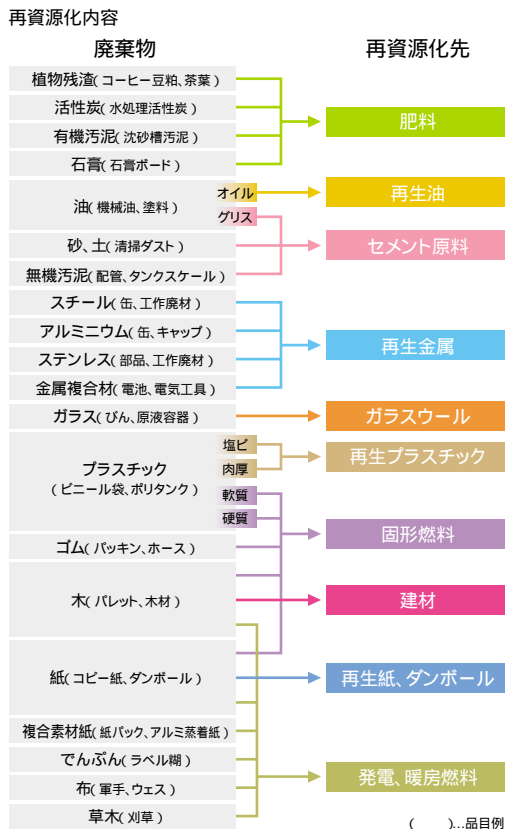 再資源化内容
廃棄物
再資源化先
植物残渣(コーヒー豆粕、茶葉)
活性炭(水処理活性炭)
有機汚泥(沈砂槽汚泥)
石膏(石膏ボード)
肥料
油(機械油、塗料)
オイル
グリス
再生油
砂、土(清掃ダスト)
無機汚泥(配管、タンクスケール)
セメント原料
スチール(缶、工作廃材)
アルミニウム(缶、キャップ)
ステンレス(部品、工作廃材)
金属複合材(電池、電気工具)
再生金属
ガラス(びん、原液容器)
ガラスウール
プラスチック
(ビニール袋、ポリタンク)
塩ビ
肉厚
軟質
硬質
再生プラスチック
ゴム(パッキン、ホース)
固形燃料
木(パレット、木材)
建材
紙(コピー紙、ダンボール)
再生紙、ダンボール
複合素材紙(紙パック、アルミ蒸着紙)
でんぷん(ラベル糊)
布(軍手、ウェス)
草木(刈草)
発電、暖房燃料
(　　)…品目例